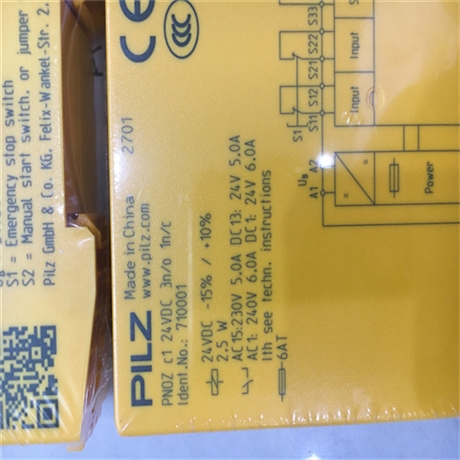 S1 = Emergency stop switch
S2 = Manual start switch, or jumper
Pilz GmbH & Co. KG, Felix-Wankel-Str. 2,
CE
CCC
2701
PILZ Made in China
www.pilz.com
PNOZ c1 24VDC 3n/o 1n/c
Ident.No.: 710001
24VDC -15% / +10%
2.5 W
AC15:230V 5.0A DC13: 24V 5.0A
AC1: 240V 6.0A DC1: 24V 6.0A
Ith see techn. instructions
6AT
S33
S22
S21
S12
S11
S1
Input
Input
UB
A2
A1
Power